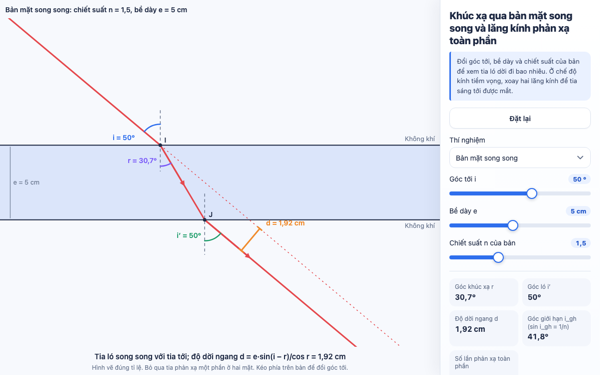 Bản mặt song song: chiết suất n = 1,5, bề dày e = 5 cm
i = 50°
I
Không khí
r = 30,7°
e = 5 cm
J
d = 1,92 cm
Không khí
i' = 50°
Tia ló song song với tia tới; độ dời ngang d = e·sin(i − r)/cos r = 1,92 cm
Hình vẽ đúng tỉ lệ. Bỏ qua tia phản xạ một phần ở hai mặt. Kéo phía trên bản để đổi góc tới.
Khúc xạ qua bản mặt song
song và lăng kính phản xạ
toàn phần
Đổi góc tới, bề dày và chiết suất của bản
để xem tia ló dời đi bao nhiêu. Ở chế độ
kính tiềm vọng, xoay hai lăng kính để tia
sáng tới được mắt.
Đặt lại
Thí nghiệm
Bản mặt song song
Góc tới i
50 °
Bề dày e
5 cm
Chiết suất n của bản
1,5
Góc khúc xạ r
30,7°
Góc ló i'
50°
Độ dời ngang d
1,92 cm
Góc giới hạn i_gh
(sin i_gh = 1/n)
41,8°
Số lần phản xạ toàn
phần